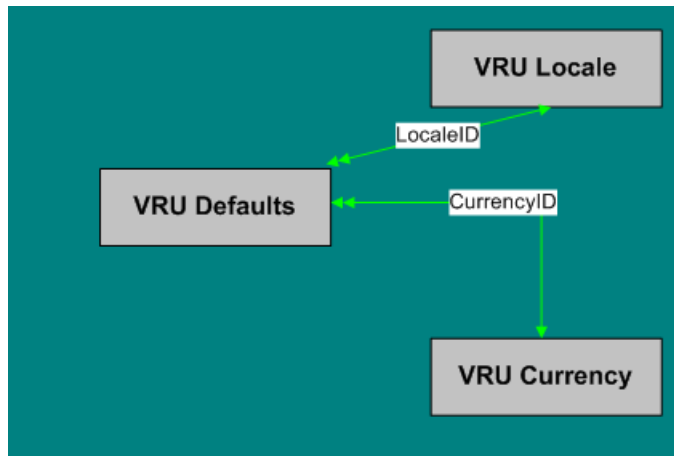 VRU Locale
LocaleID
VRU Defaults
CurrencyID
VRU Currency